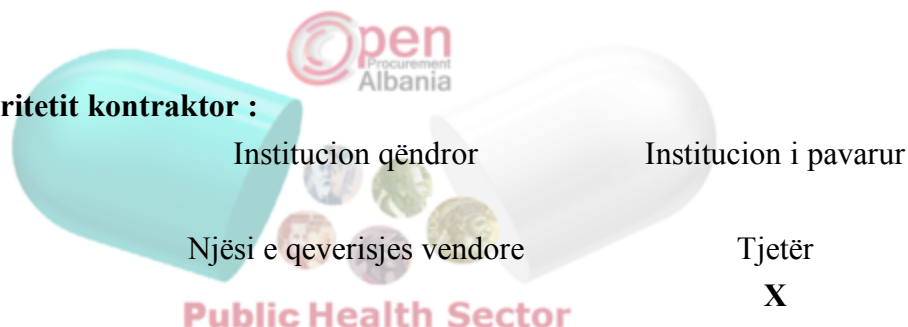 Open
Procurement
Albania
ritetit kontraktor :
Institucion qëndror Institucion i pavarur
Njësi e qeverisjes vendore Tjetër
X
Public Health Sector